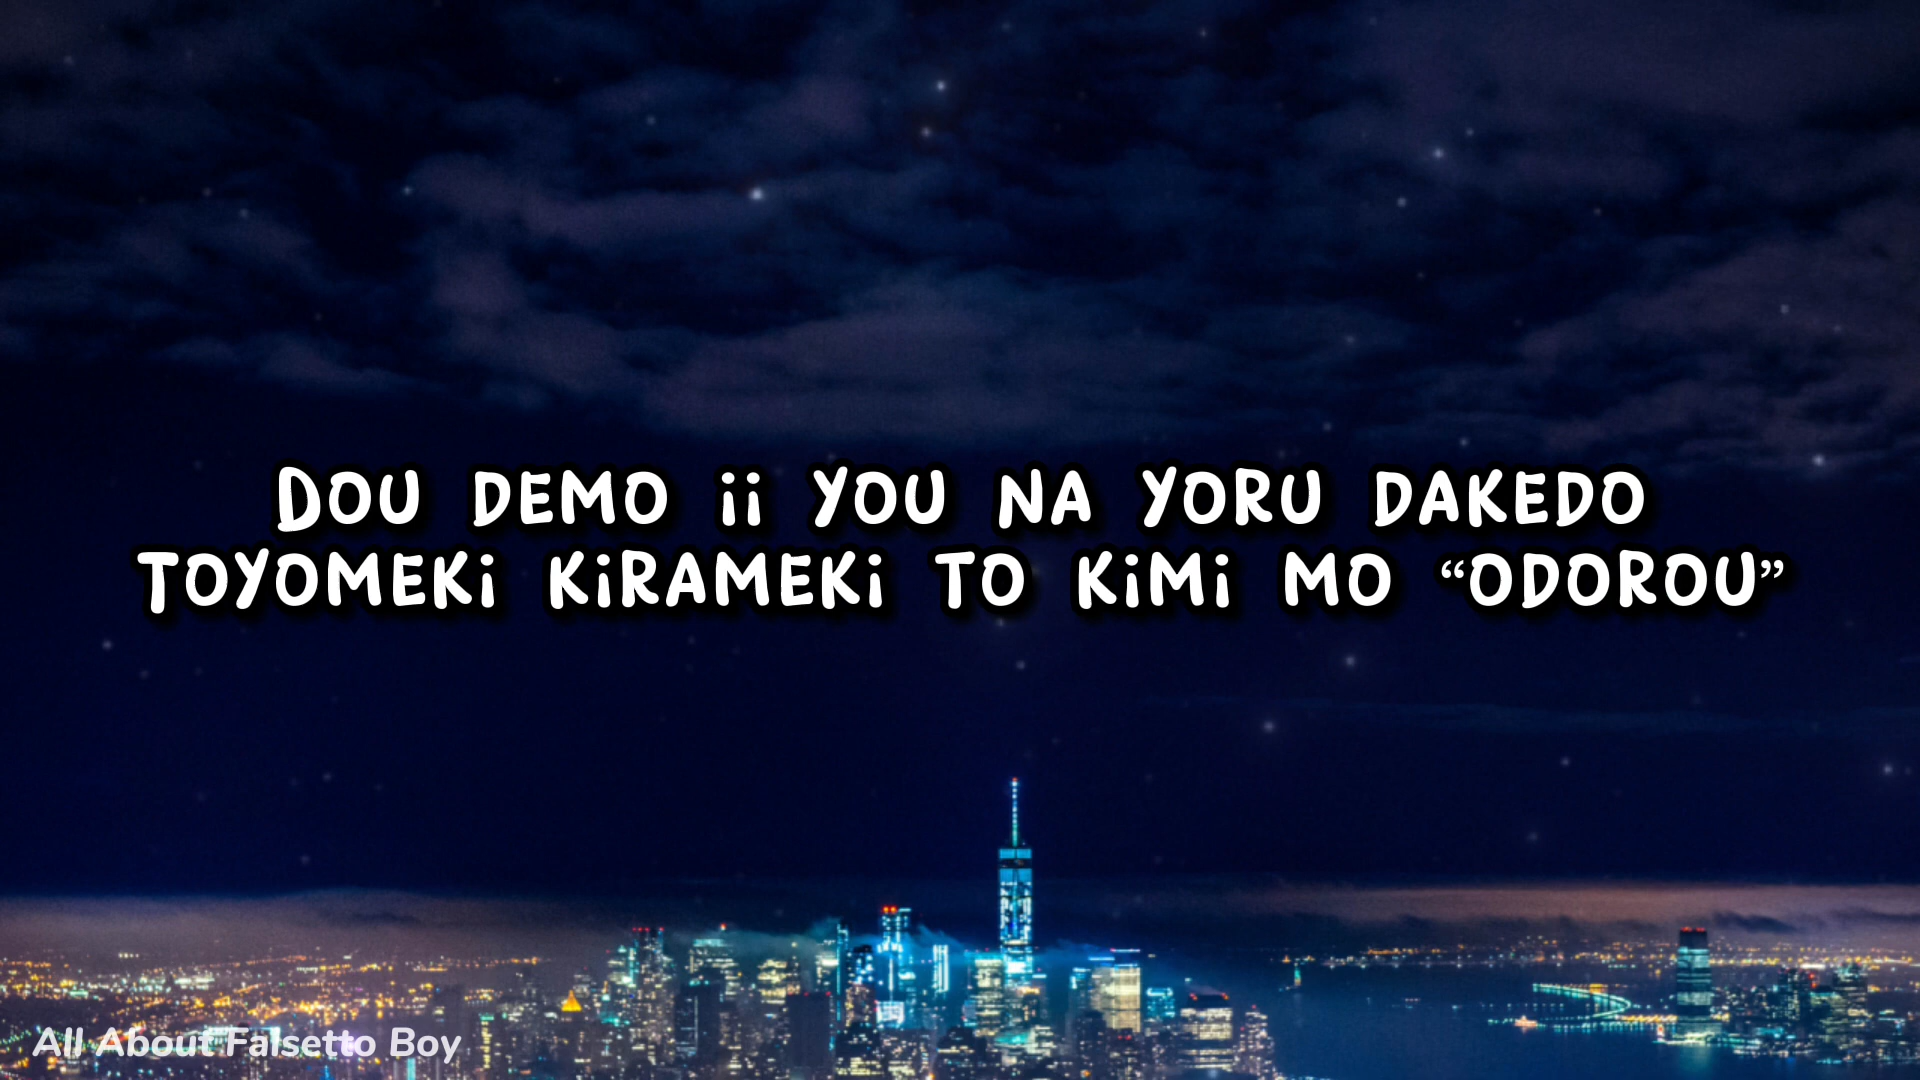 Dou demo ii you na yoru dakedo
toyomeki kirameki to kimi mo “odorou”
All About Falsetto Boy